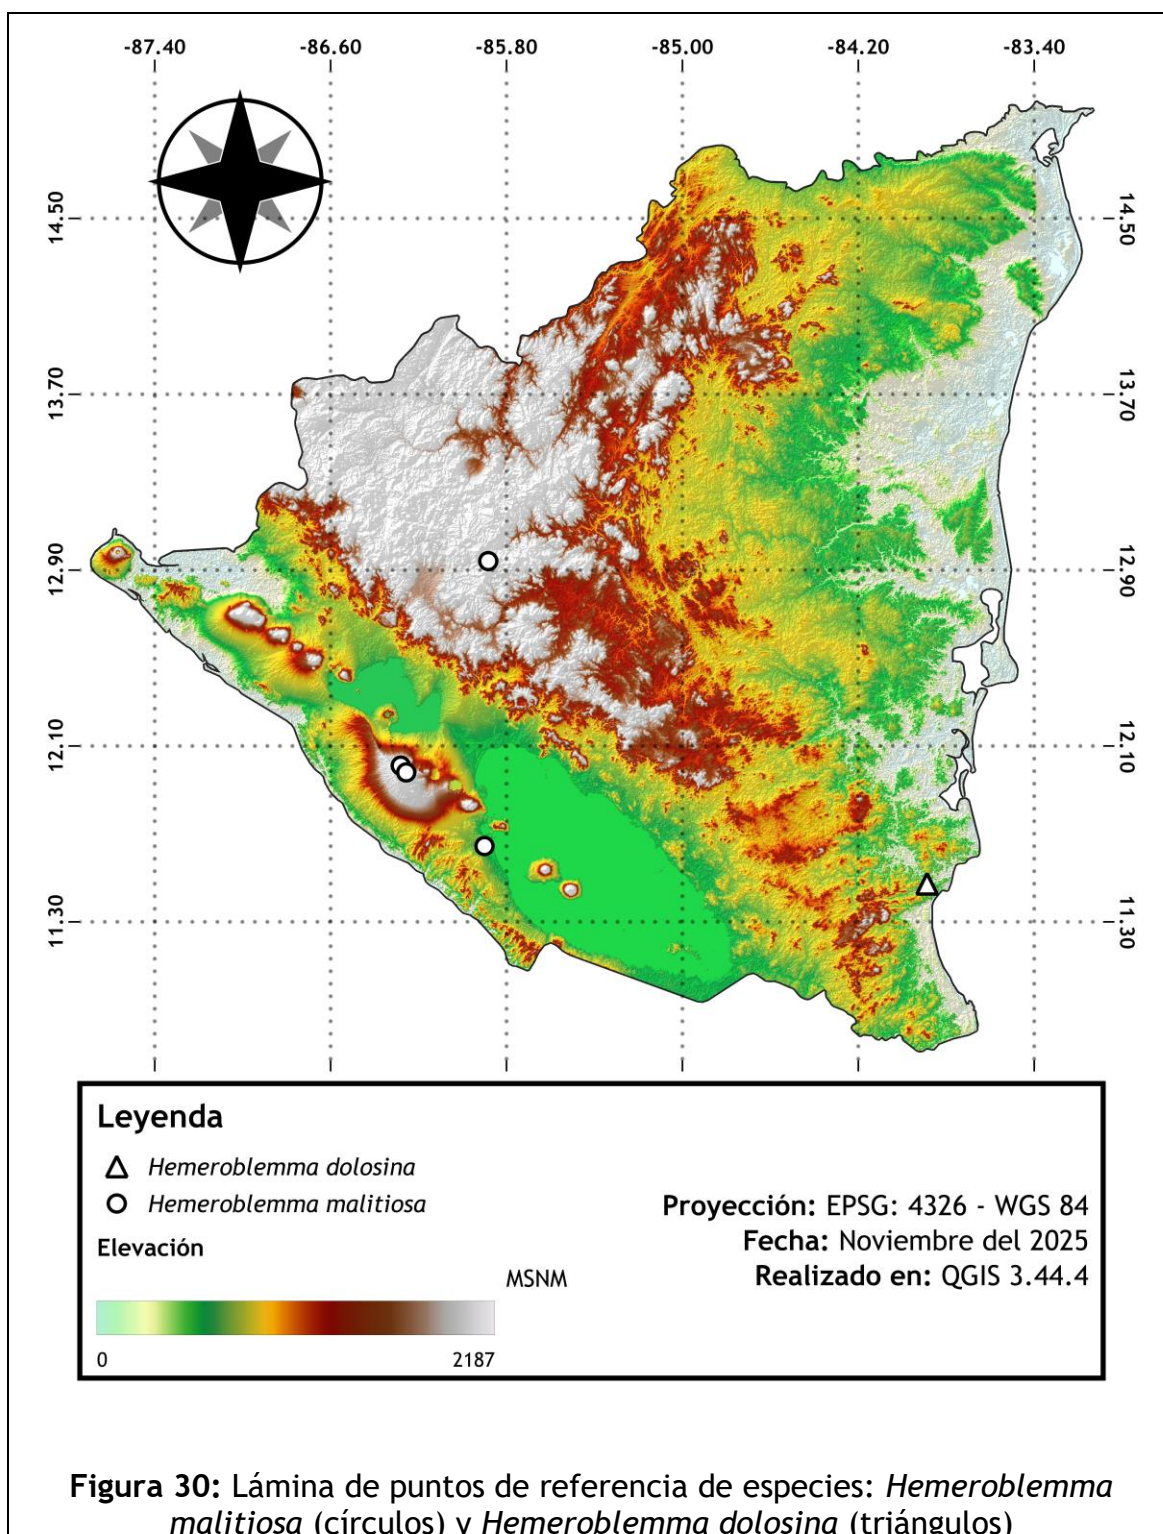 -87.40 -86.60 -85.80 -85.00 -84.20 -83.40
14.50 14.50
13.70 13.70
12.90 12.90
12.10 12.10
11.30 11.30
Leyenda
Hemeroblemma dolosina
Hemeroblemma malitiosa
Elevación
MSNM
0 2187
Proyección: EPSG: 4326 - WGS 84
Fecha: Noviembre del 2025
Realizado en: QGIS 3.44.4
Figura 30: Lámina de puntos de referencia de especies: Hemeroblemma
malitiosa (círculos) y Hemeroblemma dolosina (triángulos)